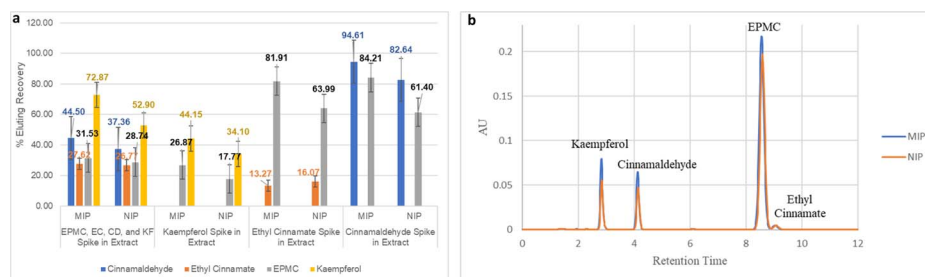 a
120.00
100.00
80.00
60.00
40.00
20.00
0.00
% Eluting Recovery
44.50
27.62
31.53
72.87
37.36
26.77
28.74
52.90
26.87
44.15
17.77
34.10
13.27
81.91
16.07
63.99
94.61
84.21
82.64
61.40
MIP NIP MIP NIP MIP NIP MIP NIP
EPMC, EC, CD, and KF Spike in Extract
Kaempferol Spike in Extract
Ethyl Cinnamate Spike in Extract
Cinnamaldehyde Spike in Extract
Cinnamaldehyde Ethyl Cinnamate EPMC Kaempferol
b
EPMC
0.2
0.15
0.1
0.05
0
AU
Kaempferol
Cinnamaldehyde
Ethyl
Cinnamate
MIP
NIP
0 2 4 6 8 10 12
Retention Time